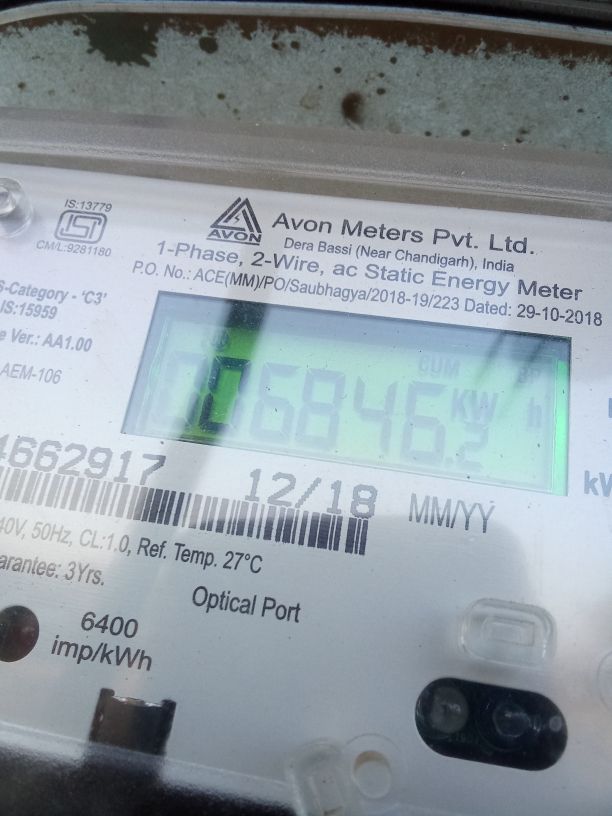 IS:13779
ISI
CM/L:9281180
AVON
Avon Meters Pvt. Ltd.
Dera Bassi (Near Chandigarh), India
1-Phase, 2-Wire, ac Static Energy Meter
P.O. No.: ACE(MM)/PO/Saubhagya/2018-19/223 Dated: 29-10-2018
-Category - 'C3'
IS:15959
Ver.: AA1.00
AEM-106
CUM
006846.2 KW h
4662917
12/18 MM/YY
40V, 50Hz, CL:1.0, Ref. Temp. 27°C
arantee: 3Yrs.
Optical Port
6400
imp/kWh